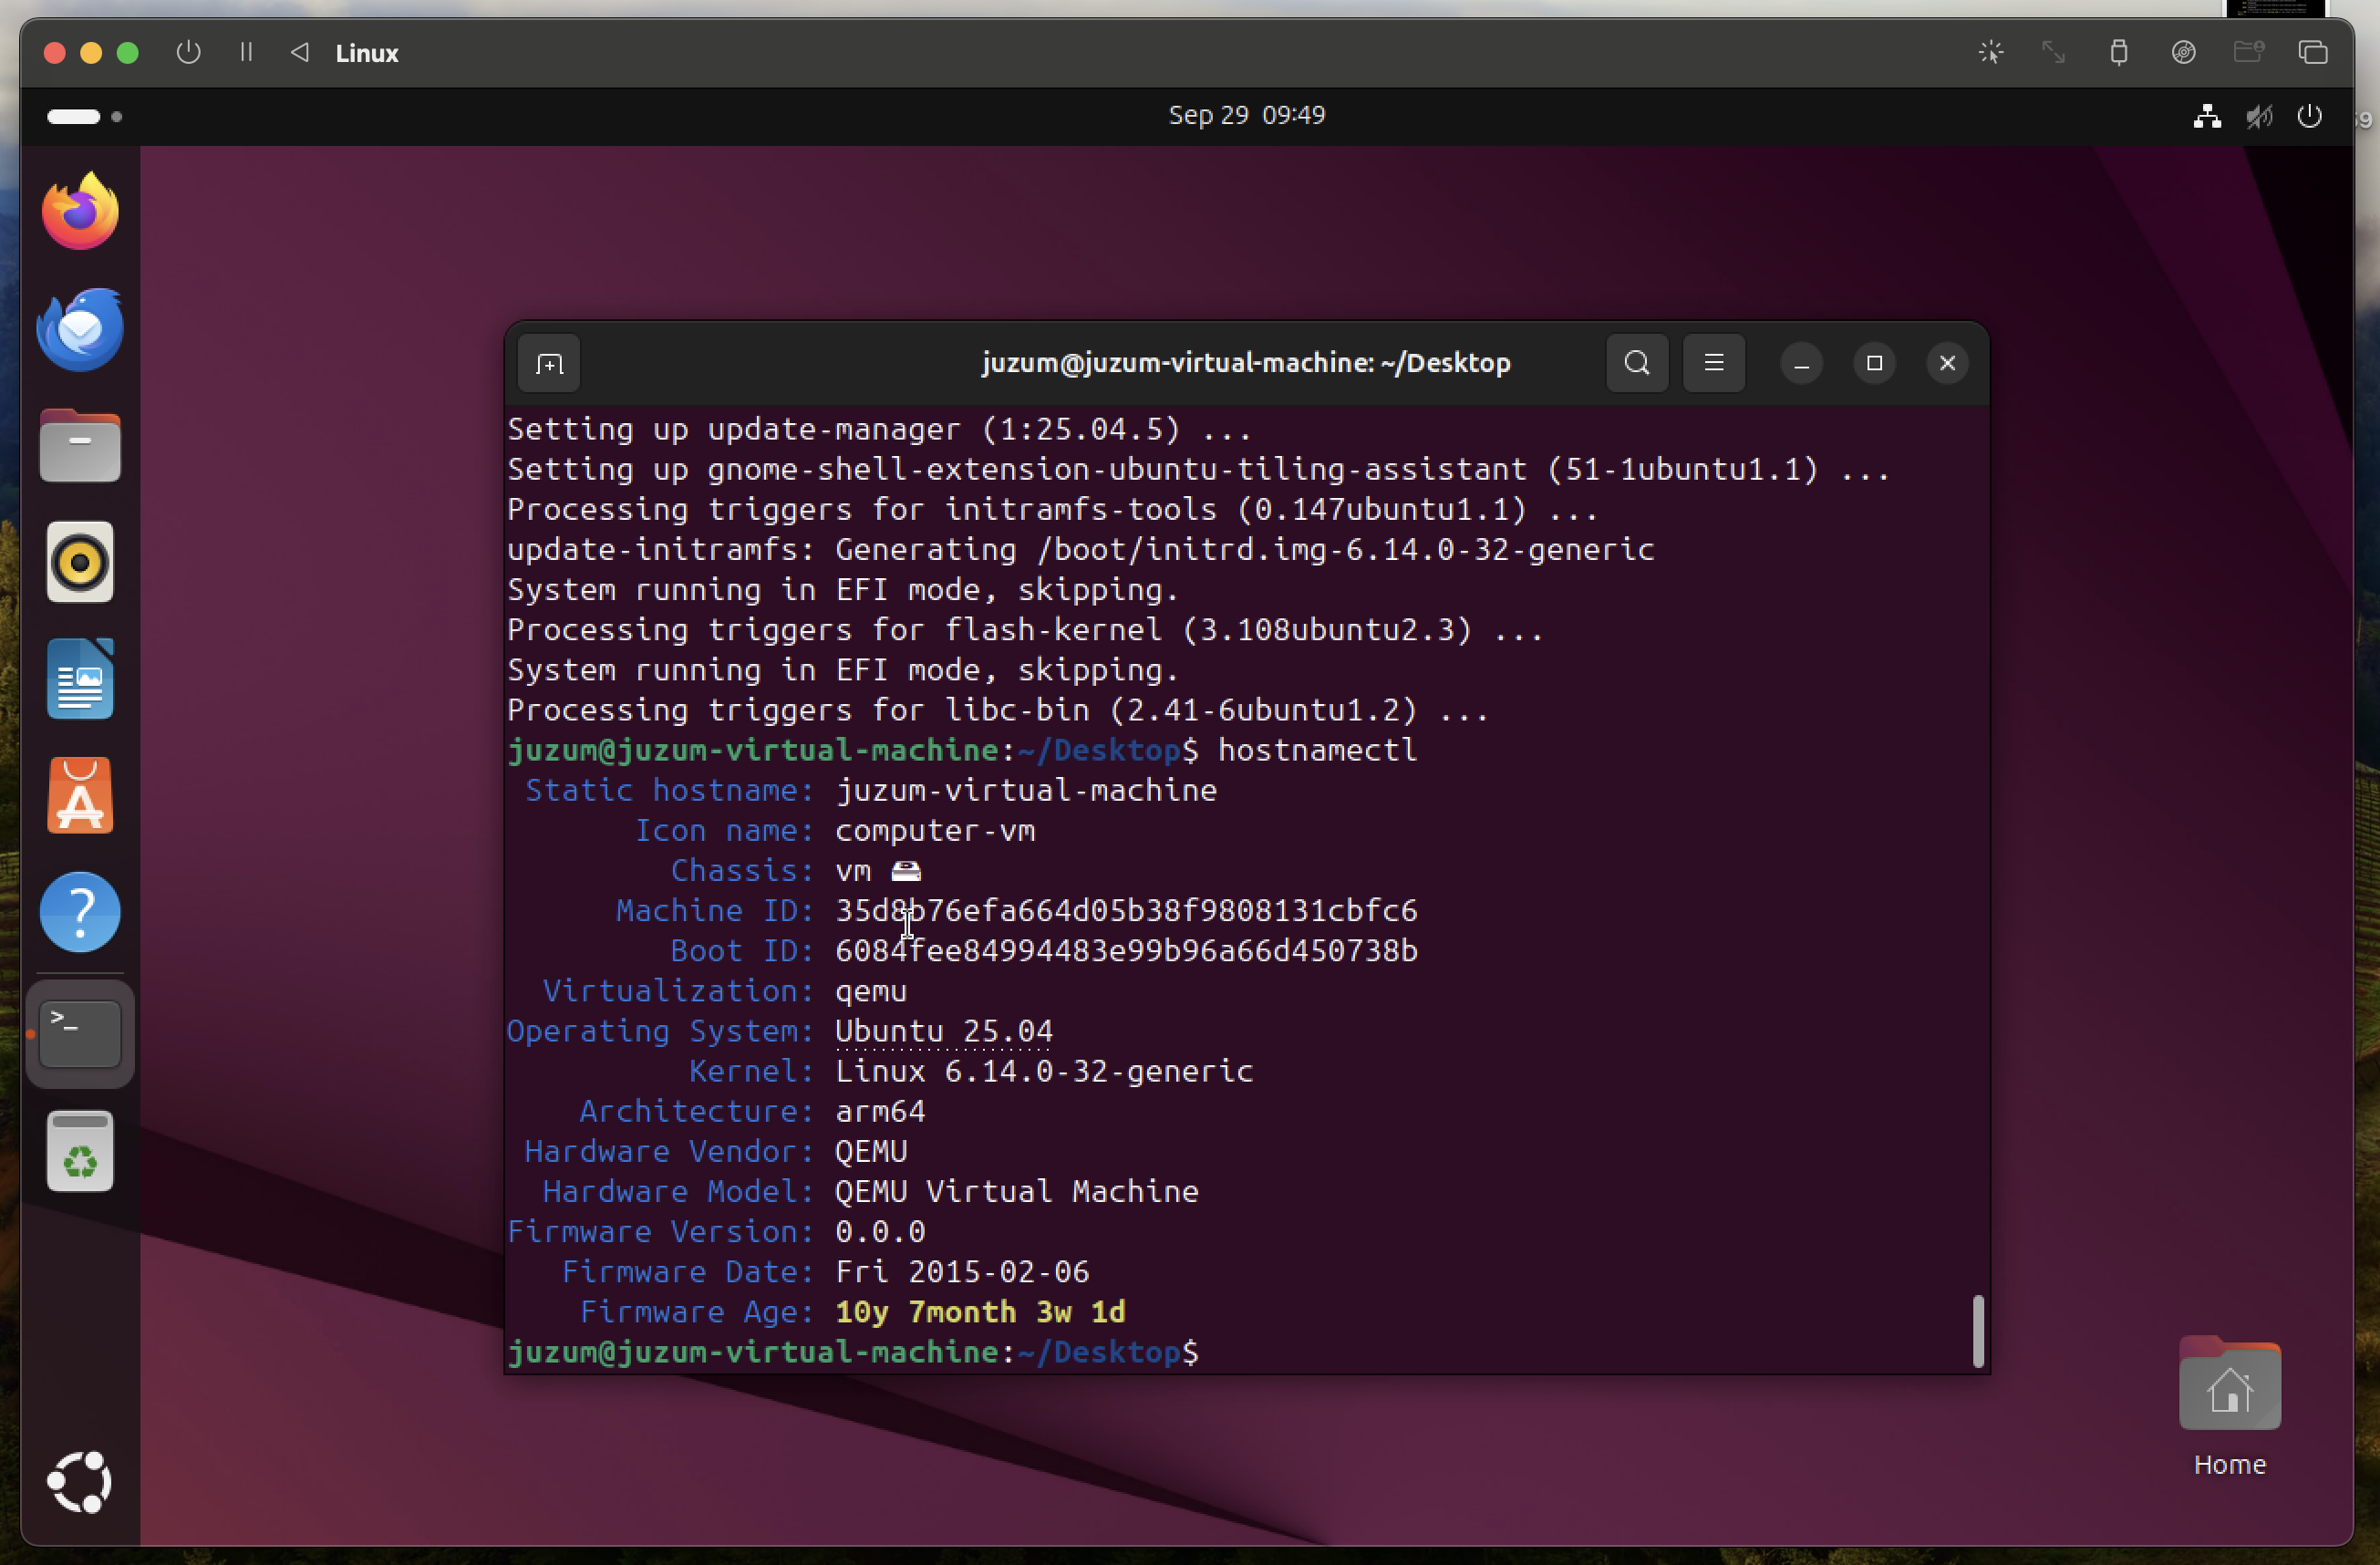 Linux
Sep 29 09:49
juzum@juzum-virtual-machine: ~/Desktop
Setting up update-manager (1:25.04.5) ...
Setting up gnome-shell-extension-ubuntu-tiling-assistant (51-1ubuntu1.1) ...
Processing triggers for initramfs-tools (0.147ubuntu1.1) ...
update-initramfs: Generating /boot/initrd.img-6.14.0-32-generic
System running in EFI mode, skipping.
Processing triggers for flash-kernel (3.108ubuntu2.3) ...
System running in EFI mode, skipping.
Processing triggers for libc-bin (2.41-6ubuntu1.2) ...
juzum@juzum-virtual-machine:~/Desktop$ hostnamectl
Static hostname: juzum-virtual-machine
Icon name: computer-vm
Chassis: vm 🖴
Machine ID: 35d8b76efa664d05b38f9808131cbfc6
Boot ID: 6084fee84994483e99b96a66d450738b
Virtualization: qemu
Operating System: Ubuntu 25.04
Kernel: Linux 6.14.0-32-generic
Architecture: arm64
Hardware Vendor: QEMU
Hardware Model: QEMU Virtual Machine
Firmware Version: 0.0.0
Firmware Date: Fri 2015-02-06
Firmware Age: 10y 7month 3w 1d
juzum@juzum-virtual-machine:~/Desktop$
Home